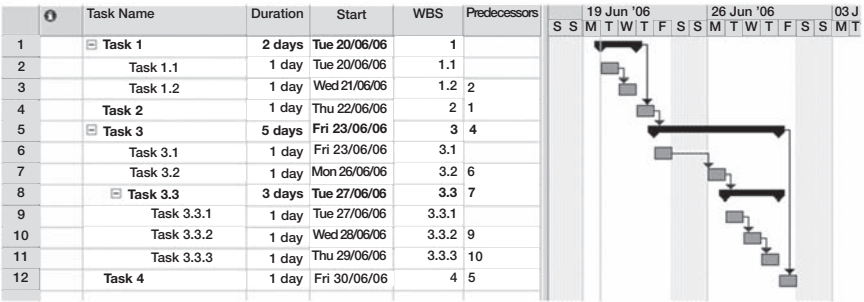 Task Name Duration Start WBS Predecessors 19 Jun '06 26 Jun '06 03 J
S S M T W T F S S M T W T F S S M T
1 Task 1 2 days Tue 20/06/06 1
2 Task 1.1 1 day Tue 20/06/06 1.1
3 Task 1.2 1 day Wed 21/06/06 1.2 2
4 Task 2 1 day Thu 22/06/06 2 1
5 Task 3 5 days Fri 23/06/06 3 4
6 Task 3.1 1 day Fri 23/06/06 3.1
7 Task 3.2 1 day Mon 26/06/06 3.2 6
8 Task 3.3 3 days Tue 27/06/06 3.3 7
9 Task 3.3.1 1 day Tue 27/06/06 3.3.1
10 Task 3.3.2 1 day Wed 28/06/06 3.3.2 9
11 Task 3.3.3 1 day Thu 29/06/06 3.3.3 10
12 Task 4 1 day Fri 30/06/06 4 5